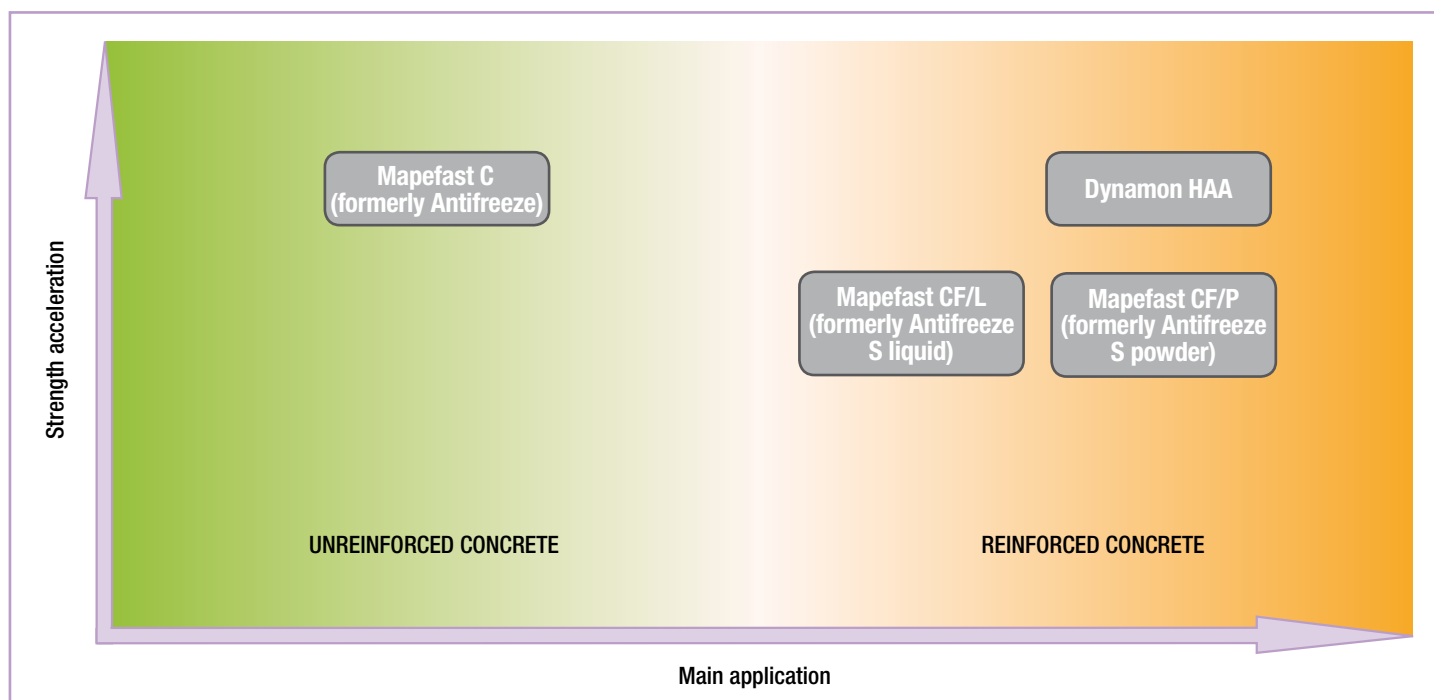 Strength acceleration
Mapefast C
(formerly Antifreeze)
Dynamon HAA
Mapefast CF/L
(formerly Antifreeze
S liquid)
Mapefast CF/P
(formerly Antifreeze
S powder)
UNREINFORCED CONCRETE
REINFORCED CONCRETE
Main application